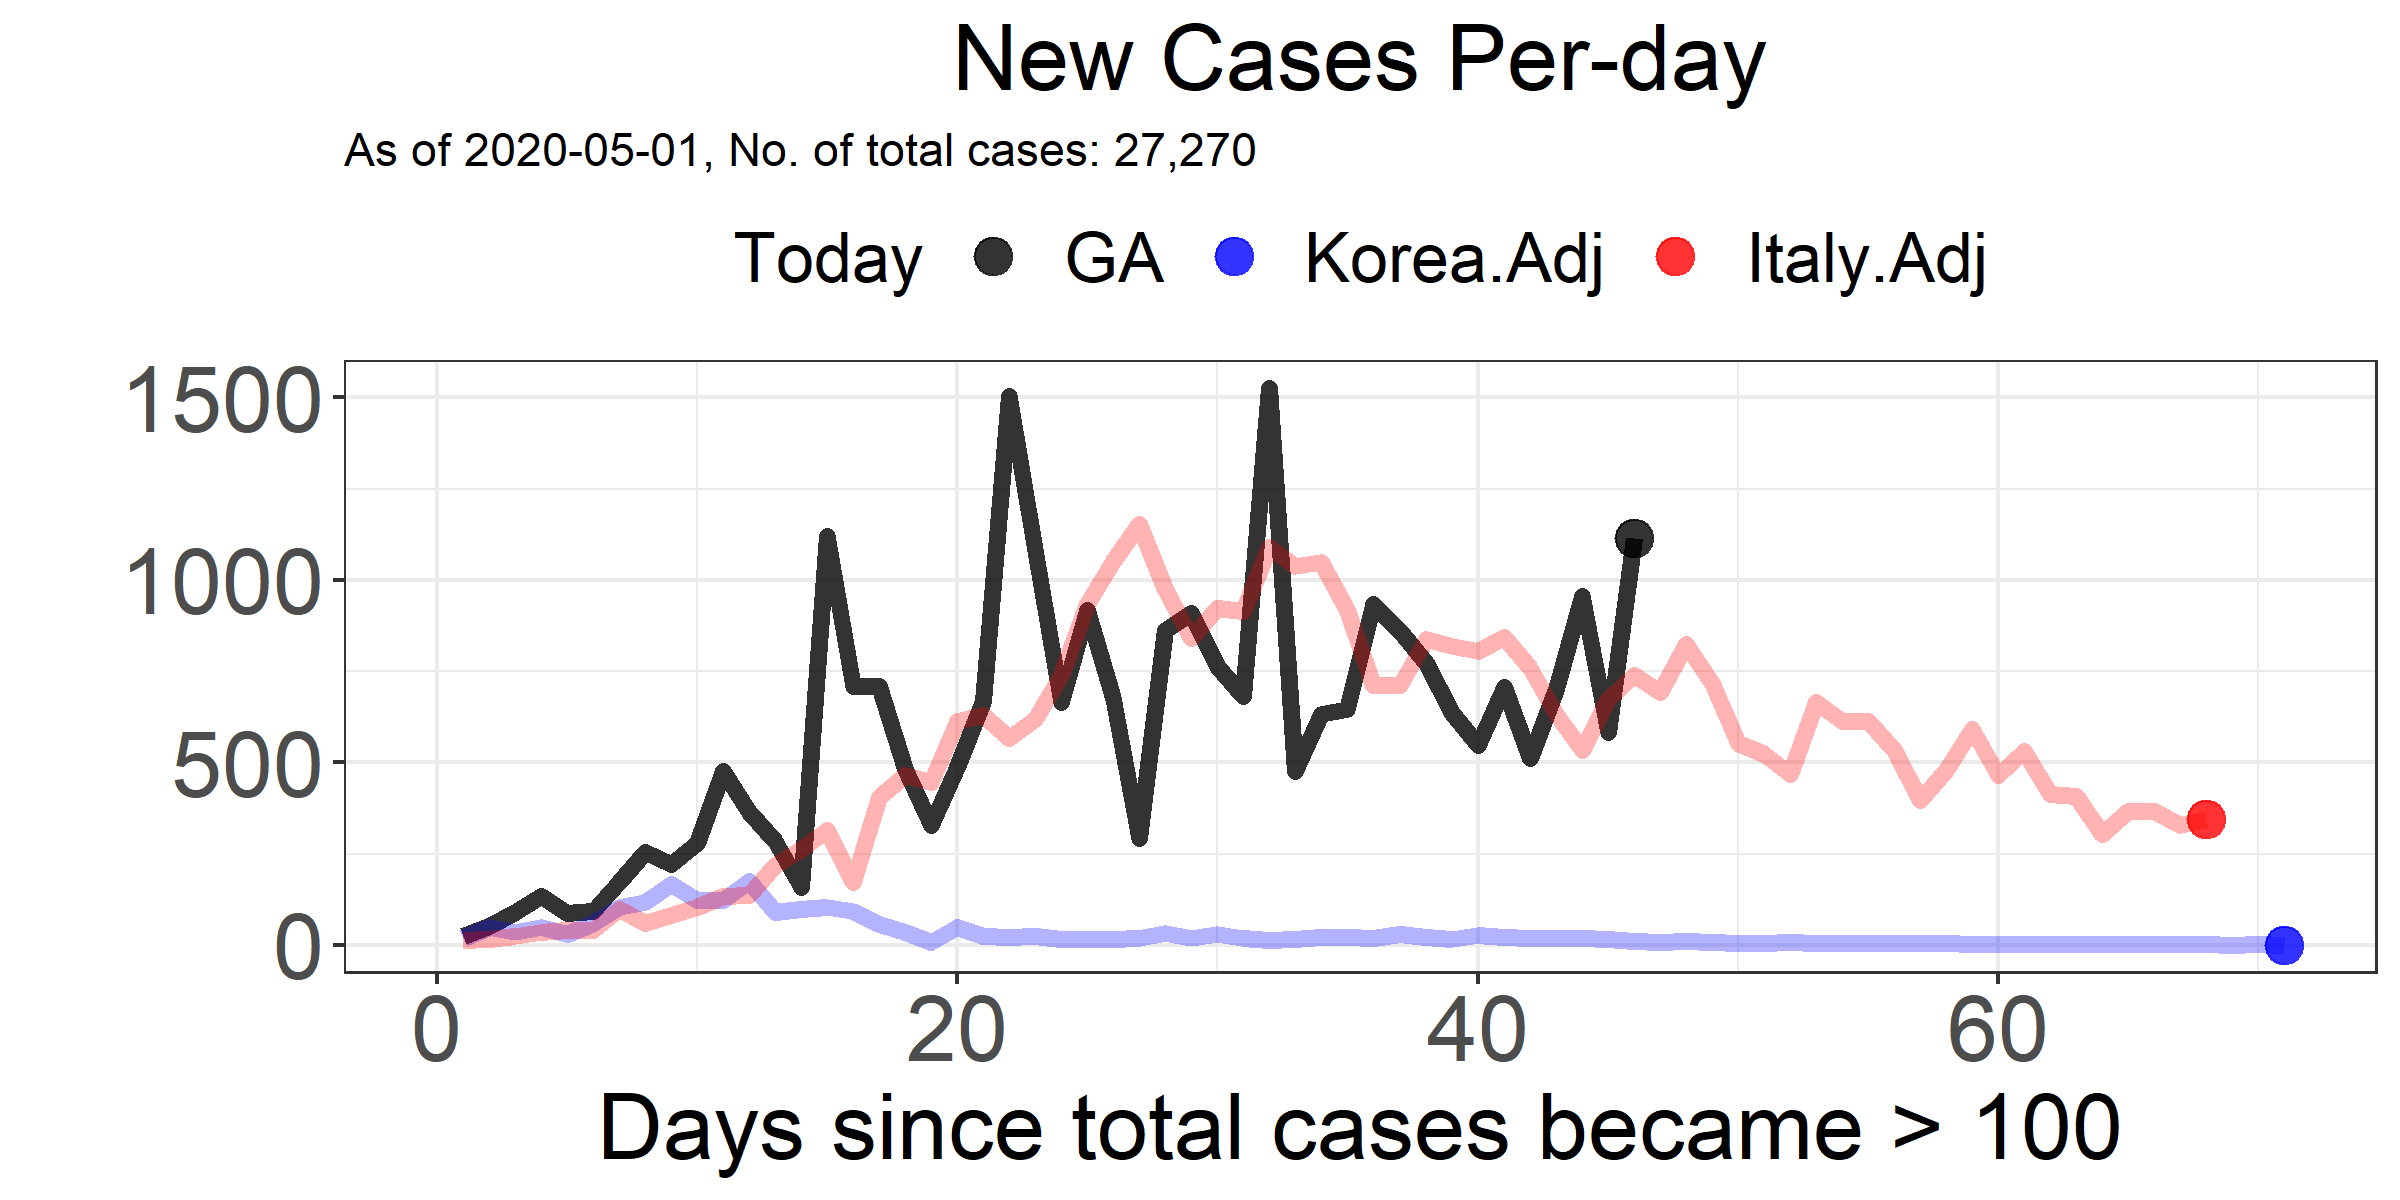 New Cases Per-day
As of 2020-05-01, No. of total cases: 27,270
Today GA Korea.Adj Italy.Adj
1500
1000
500
0
0 20 40 60
Days since total cases became > 100